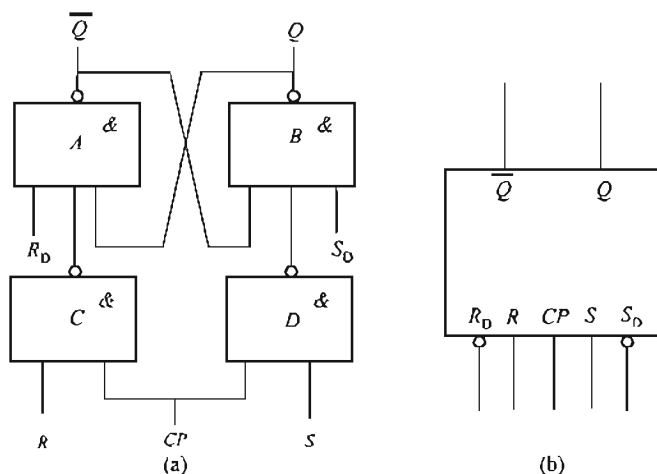 Q̅ Q
& &
A B
R_D S_D
& &
C D
R CP S
(a)
Q̅ Q
R_D R CP S S_D
(b)